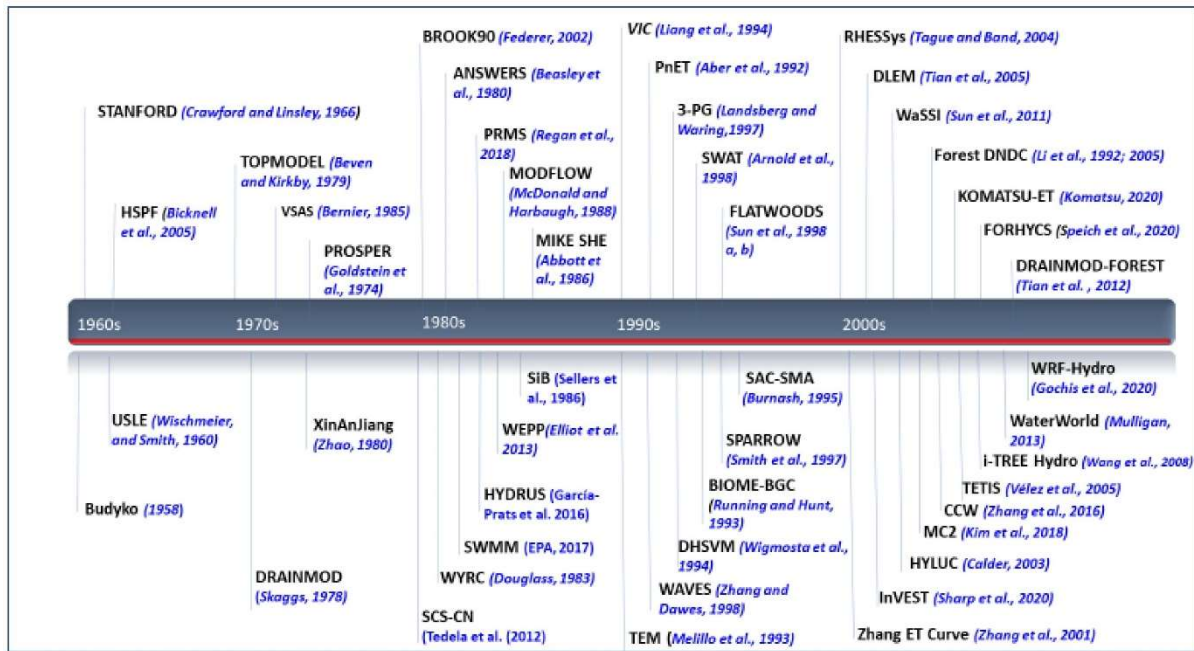 BROOK90 (Federer, 2002)
VIC (Liang et al., 1994)
RHESSys (Tague and Band, 2004)
ANSWERS (Beasley et
al., 1980)
PnET (Aber et al., 1992)
DLEM (Tian et al., 2005)
STANFORD (Crawford and Linsley, 1966)
3-PG (Landsberg and
Waring,1997)
WaSSI (Sun et al., 2011)
PRMS (Regan et al.,
2018)
TOPMODEL (Beven
and Kirkby, 1979)
SWAT (Arnold et al.,
1998)
Forest DNDC (Li et al., 1992; 2005)
MODFLOW
(McDonald and
Harbaugh, 1988)
KOMATSU-ET (Komatsu, 2020)
HSPF (Bicknell
et al., 2005)
VSAS (Bernier, 1985)
FLATWOODS
(Sun et al., 1998
a, b)
FORHYCS (Speich et al., 2020)
PROSPER
(Goldstein et
al., 1974)
MIKE SHE
(Abbott et
al., 1986)
DRAINMOD-FOREST
(Tian et al. , 2012)
1960s
1970s
1980s
1990s
2000s
SiB (Sellers et
al., 1986)
SAC-SMA
(Burnash, 1995)
WRF-Hydro
(Gochis et al., 2020)
USLE (Wischmeier,
and Smith, 1960)
XinAnJiang
(Zhao, 1980)
WEPP(Elliot et al.
2013)
SPARROW
(Smith et al., 1997)
WaterWorld (Mulligan,
2013)
i-TREE Hydro (Wang et al., 2008)
Budyko (1958)
HYDRUS (García-
Prats et al. 2016)
BIOME-BGC
(Running and Hunt,
1993)
TETIS (Vélez et al., 2005)
CCW (Zhang et al., 2016)
MC2 (Kim et al., 2018)
SWMM (EPA, 2017)
DHSVM (Wigmosta et al.,
1994)
HYLUC (Calder, 2003)
DRAINMOD
(Skaggs, 1978)
WYRC (Douglass, 1983)
WAVES (Zhang and
Dawes, 1998)
InVEST (Sharp et al., 2020)
SCS-CN
(Tedela et al. (2012)
TEM (Melillo et al., 1993)
Zhang ET Curve (Zhang et al., 2001)